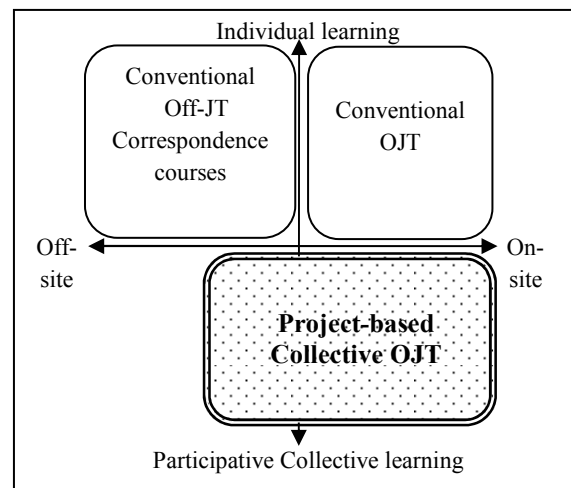 Individual learning
Conventional
Off-JT
Correspondence
courses
Conventional
OJT
Off-
site
On-
site
Project-based
Collective OJT
Participative Collective learning